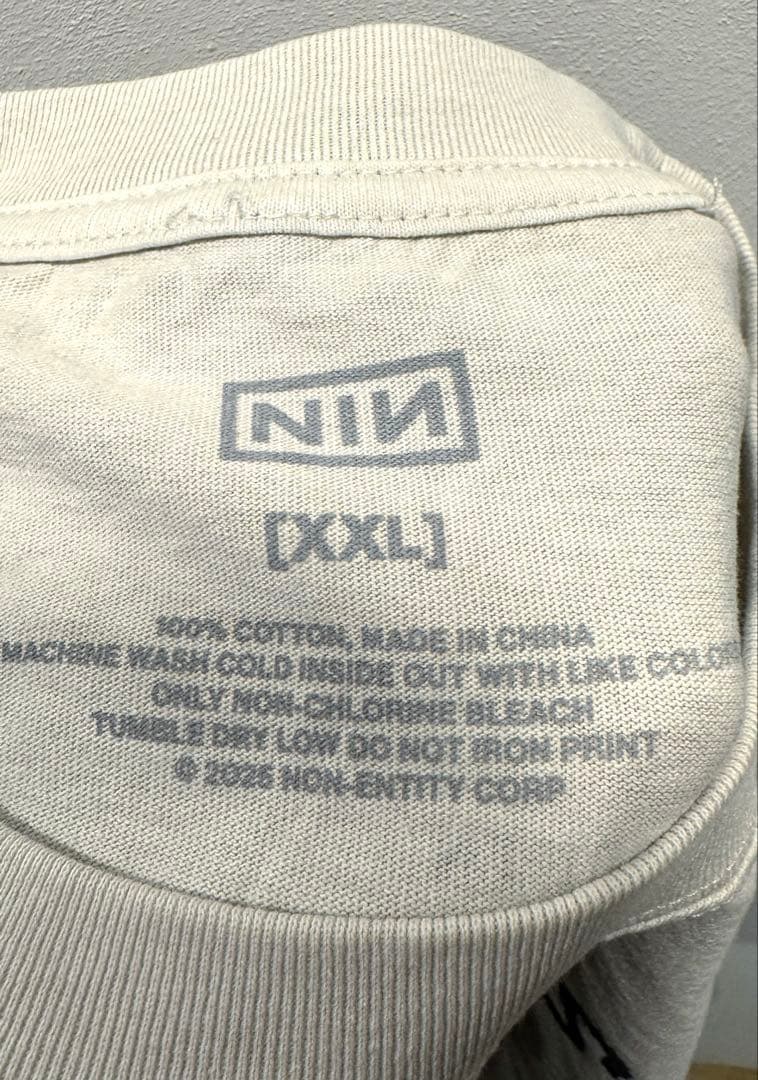 NIN
[XXL]
100% COTTON, MADE IN CHINA
MACHINE WASH COLD INSIDE OUT WITH LIKE
ONLY NON-CHLORINE BLEACH
TUMBLE DRY LOW DO NOT IRON PRINT
© 2025 NON-ENTITY CORP